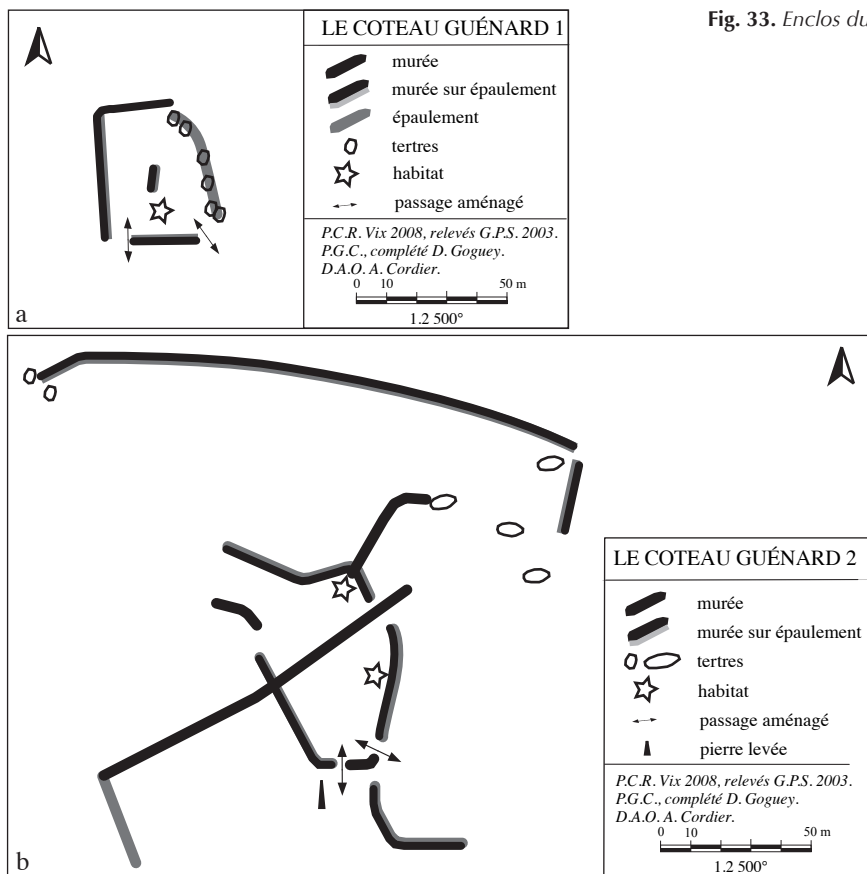 Fig. 33. Enclos du
LE COTEAU GUÉNARD 1
murée
murée sur épaulement
épaulement
tertres
habitat
passage aménagé
P.C.R. Vix 2008, relevés G.P.S. 2003.
P.G.C., complété D. Goguey.
D.A.O. A. Cordier.
0 10 50 m
1.2 500°
a
LE COTEAU GUÉNARD 2
murée
murée sur épaulement
tertres
habitat
passage aménagé
pierre levée
P.C.R. Vix 2008, relevés G.P.S. 2003.
P.G.C., complété D. Goguey.
D.A.O. A. Cordier.
0 10 50 m
1.2 500°
b